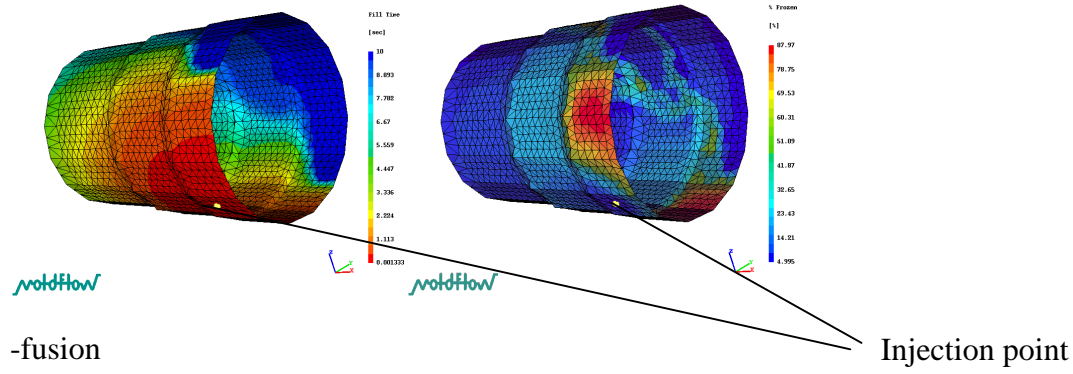 Fill Time
[sec]
10
8.893
7.782
6.67
5.559
4.447
3.336
2.224
1.113
0.001333
Z
Y
X
moldflow
% Frozen
[%]
87.97
78.75
69.53
60.31
51.09
41.87
32.65
23.43
14.21
4.995
Z
Y
X
moldflow
-fusion
Injection point